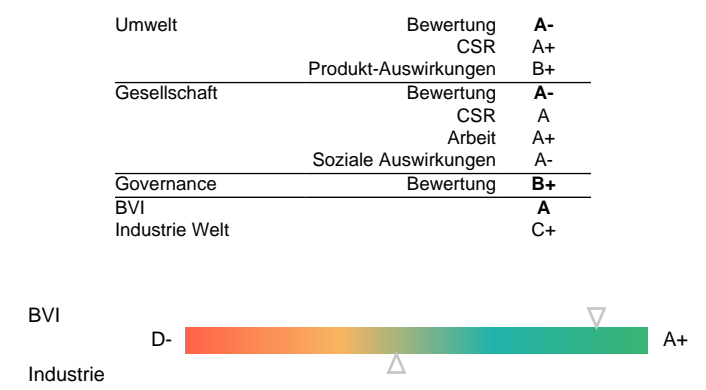 Umwelt Bewertung A-
CSR A+
Produkt-Auswirkungen B+
Gesellschaft Bewertung A-
CSR A
Arbeit A+
Soziale Auswirkungen A-
Governance Bewertung B+
BVI A
Industrie Welt C+
BVI
D- A+
Industrie